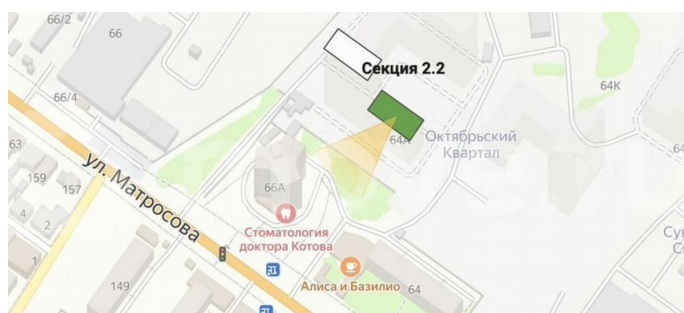 66/2
66
Секция 2.2
64К
66/4
64А
Октябрьский
Квартал
63
ул. Матросова
159
157
66А
4
2
Стоматология
доктора Котова
1
149
Алиса и Базилио
64